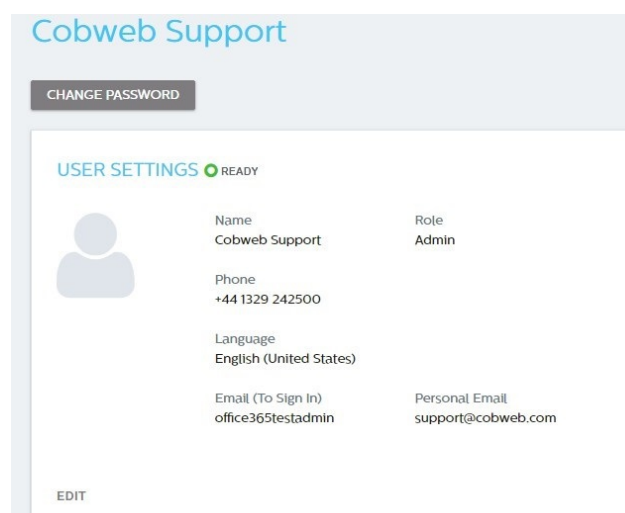 Cobweb Support
CHANGE PASSWORD
USER SETTINGS READY
Name Role
Cobweb Support Admin
Phone
+44 1329 242500
Language
English (United States)
Email (To Sign In) Personal Email
office365testadmin support@cobweb.com
EDIT